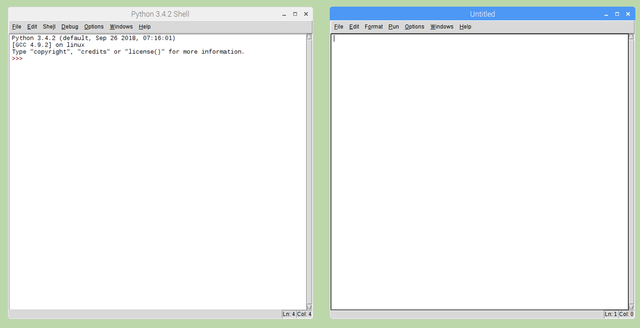 Python 3.4.2 Shell
File Edit Shell Debug Options Windows Help
Python 3.4.2 (default, Sep 26 2018, 07:16:01)
[GCC 4.9.2] on linux
Type "copyright", "credits" or "license()" for more information.
>>>
Ln: 4 Col: 4
Untitled
File Edit Format Run Options Windows Help
Ln: 1 Col: 0